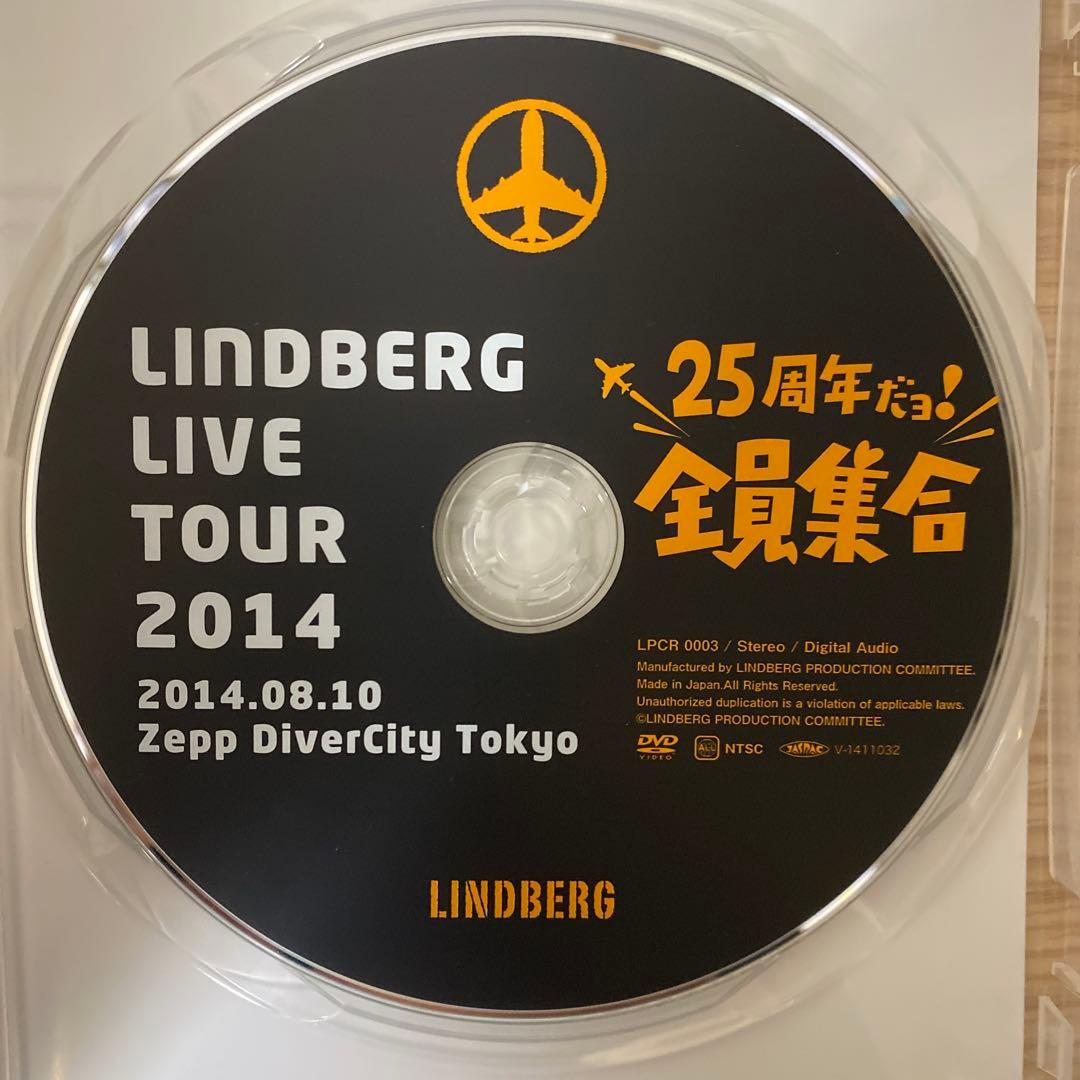 LINDBERG
LIVE
TOUR
2014
2014.08.10
Zepp DiverCity Tokyo
25周年だョ!
全員集合
LPCR 0003 / Stereo / Digital Audio
Manufactured by LINDBERG PRODUCTION COMMITTEE.
Made in Japan.All Rights Reserved.
Unauthorized duplication is a violation of applicable laws.
©LINDBERG PRODUCTION COMMITTEE.
DVD VIDEO ALL NTSC JASRAC V-1411032
LINDBERG